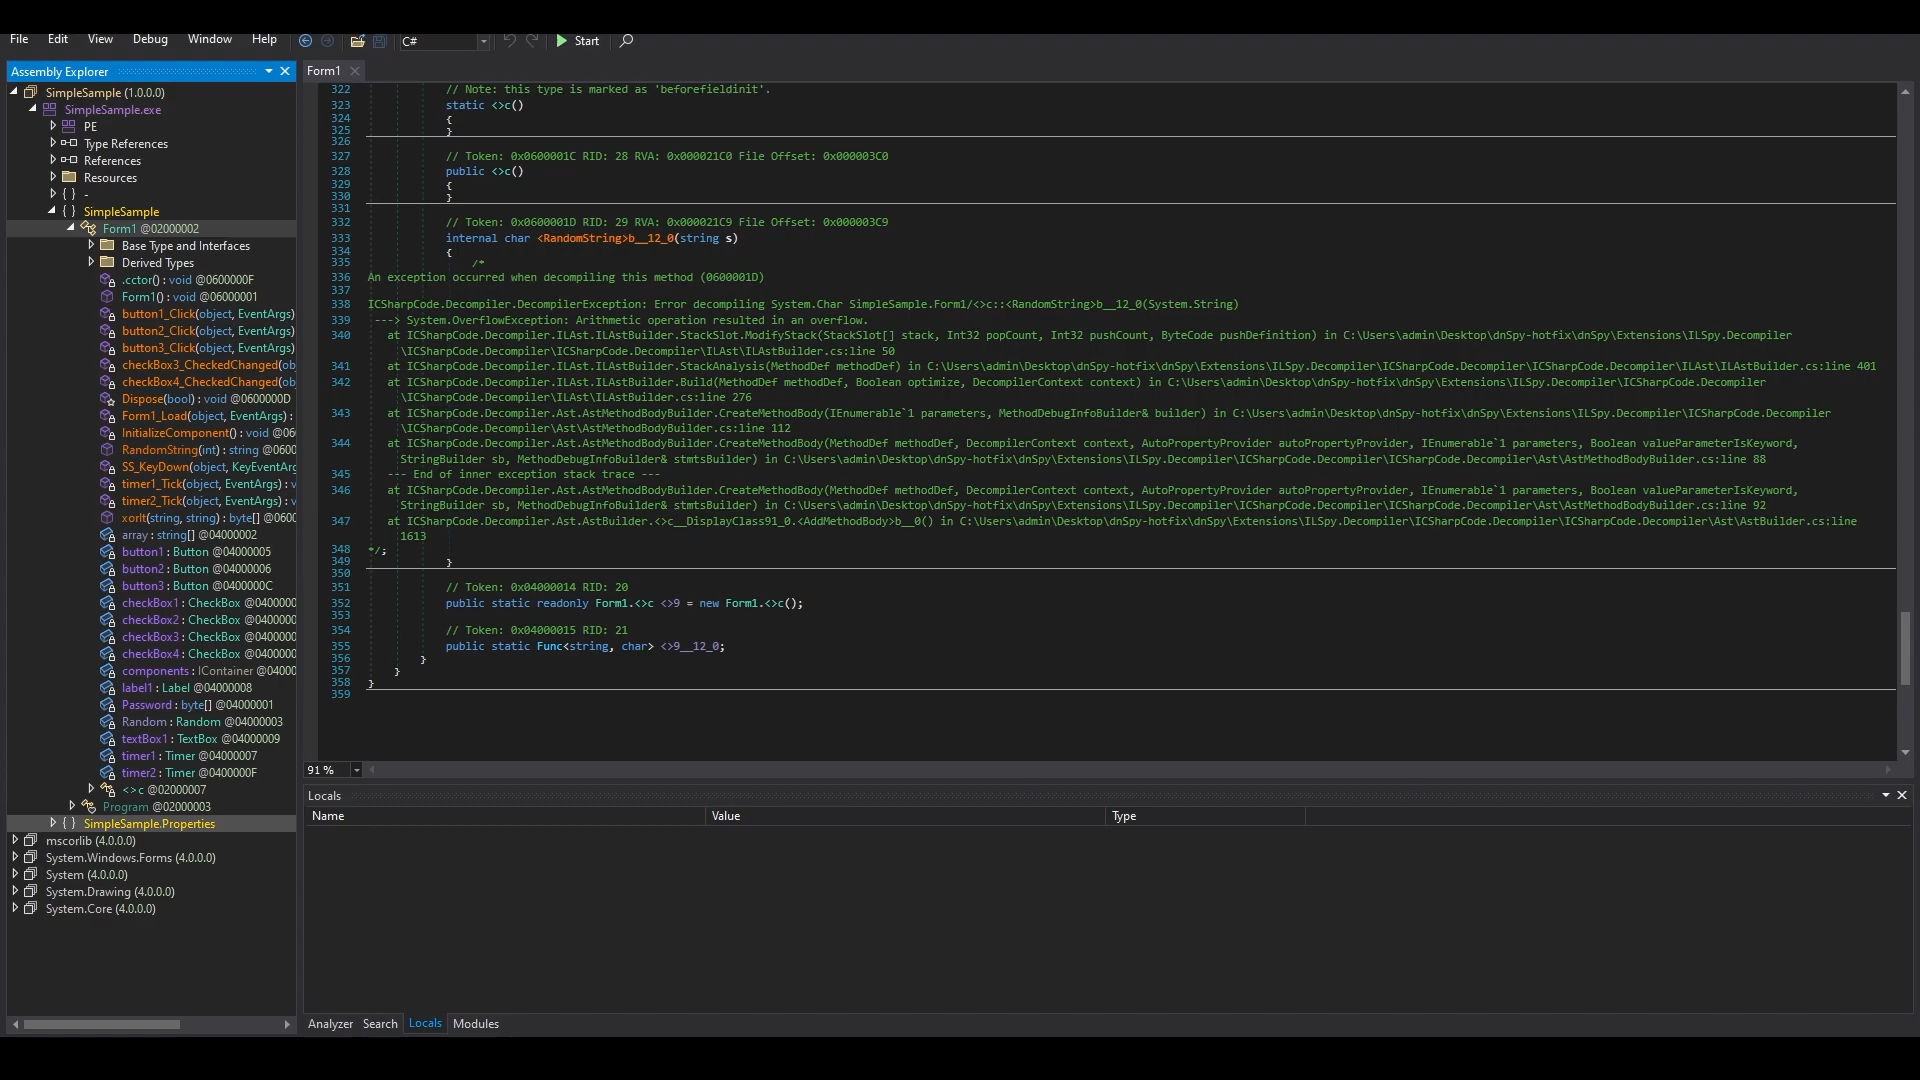 File Edit View Debug Window Help C# Start
Assembly Explorer
SimpleSample (1.0.0.0)
SimpleSample.exe
PE
Type References
References
Resources
{ } -
{ } SimpleSample
Form1 @02000002
Base Type and Interfaces
Derived Types
.cctor() : void @0600000F
Form1() : void @06000001
button1_Click(object, EventArgs)
button2_Click(object, EventArgs)
button3_Click(object, EventArgs)
checkBox3_CheckedChanged(ob
checkBox4_CheckedChanged(ob
Dispose(bool) : void @0600000D
Form1_Load(object, EventArgs) :
InitializeComponent() : void @06
RandomString(int) : string @0600
SS_KeyDown(object, KeyEventArg
timer1_Tick(object, EventArgs) : v
timer2_Tick(object, EventArgs) : v
xorIt(string, string) : byte[] @0600
array : string[] @04000002
button1 : Button @04000005
button2 : Button @04000006
button3 : Button @0400000C
checkBox1 : CheckBox @0400000
checkBox2 : CheckBox @0400000
checkBox3 : CheckBox @0400000
checkBox4 : CheckBox @0400000
components : IContainer @04000
label1 : Label @04000008
Password : byte[] @04000001
Random : Random @04000003
textBox1 : TextBox @04000009
timer1 : Timer @04000007
timer2 : Timer @0400000F
<>c @02000007
Program @02000003
{ } SimpleSample.Properties
mscorlib (4.0.0.0)
System.Windows.Forms (4.0.0.0)
System (4.0.0.0)
System.Drawing (4.0.0.0)
System.Core (4.0.0.0)
Form1
322 // Note: this type is marked as 'beforefieldinit'.
323 static <>c()
324 {
325 }
326
327 // Token: 0x0600001C RID: 28 RVA: 0x000021C0 File Offset: 0x000003C0
328 public <>c()
329 {
330 }
331
332 // Token: 0x0600001D RID: 29 RVA: 0x000021C9 File Offset: 0x000003C9
333 internal char <RandomString>b__12_0(string s)
334 {
335 /*
336 An exception occurred when decompiling this method (0600001D)
337
338 ICSharpCode.Decompiler.DecompilerException: Error decompiling System.Char SimpleSample.Form1/<>c::<RandomString>b__12_0(System.String)
339 ---> System.OverflowException: Arithmetic operation resulted in an overflow.
340 at ICSharpCode.Decompiler.ILAst.ILAstBuilder.StackSlot.ModifyStack(StackSlot[] stack, Int32 popCount, Int32 pushCount, ByteCode pushDefinition) in C:\Users\admin\Desktop\dnSpy-hotfix\dnSpy\Extensions\ILSpy.Decompiler
\ICSharpCode.Decompiler\ICSharpCode.Decompiler\ILAst\ILAstBuilder.cs:line 50
341 at ICSharpCode.Decompiler.ILAst.ILAstBuilder.StackAnalysis(MethodDef methodDef) in C:\Users\admin\Desktop\dnSpy-hotfix\dnSpy\Extensions\ILSpy.Decompiler\ICSharpCode.Decompiler\ICSharpCode.Decompiler\ILAst\ILAstBuilder.cs:line 401
342 at ICSharpCode.Decompiler.ILAst.ILAstBuilder.Build(MethodDef methodDef, Boolean optimize, DecompilerContext context) in C:\Users\admin\Desktop\dnSpy-hotfix\dnSpy\Extensions\ILSpy.Decompiler\ICSharpCode.Decompiler
\ICSharpCode.Decompiler\ILAst\ILAstBuilder.cs:line 276
343 at ICSharpCode.Decompiler.Ast.AstMethodBodyBuilder.CreateMethodBody(IEnumerable`1 parameters, MethodDebugInfoBuilder& builder) in C:\Users\admin\Desktop\dnSpy-hotfix\dnSpy\Extensions\ILSpy.Decompiler\ICSharpCode.Decompiler
\ICSharpCode.Decompiler\Ast\AstMethodBodyBuilder.cs:line 112
344 at ICSharpCode.Decompiler.Ast.AstMethodBodyBuilder.CreateMethodBody(MethodDef methodDef, DecompilerContext context, AutoPropertyProvider autoPropertyProvider, IEnumerable`1 parameters, Boolean valueParameterIsKeyword,
StringBuilder sb, MethodDebugInfoBuilder& stmtsBuilder) in C:\Users\admin\Desktop\dnSpy-hotfix\dnSpy\Extensions\ILSpy.Decompiler\ICSharpCode.Decompiler\ICSharpCode.Decompiler\Ast\AstMethodBodyBuilder.cs:line 88
345 --- End of inner exception stack trace ---
346 at ICSharpCode.Decompiler.Ast.AstMethodBodyBuilder.CreateMethodBody(MethodDef methodDef, DecompilerContext context, AutoPropertyProvider autoPropertyProvider, IEnumerable`1 parameters, Boolean valueParameterIsKeyword,
StringBuilder sb, MethodDebugInfoBuilder& stmtsBuilder) in C:\Users\admin\Desktop\dnSpy-hotfix\dnSpy\Extensions\ILSpy.Decompiler\ICSharpCode.Decompiler\ICSharpCode.Decompiler\Ast\AstMethodBodyBuilder.cs:line 92
347 at ICSharpCode.Decompiler.Ast.AstBuilder.<>c__DisplayClass91_0.<AddMethodBody>b__0() in C:\Users\admin\Desktop\dnSpy-hotfix\dnSpy\Extensions\ILSpy.Decompiler\ICSharpCode.Decompiler\ICSharpCode.Decompiler\Ast\AstBuilder.cs:line
1613
348 */;
349 }
350
351 // Token: 0x04000014 RID: 20
352 public static readonly Form1.<>c <>9 = new Form1.<>c();
353
354 // Token: 0x04000015 RID: 21
355 public static Func<string, char> <>9__12_0;
356 }
357 }
358 }
359
91 %
Locals
Name Value Type
Analyzer Search Locals Modules